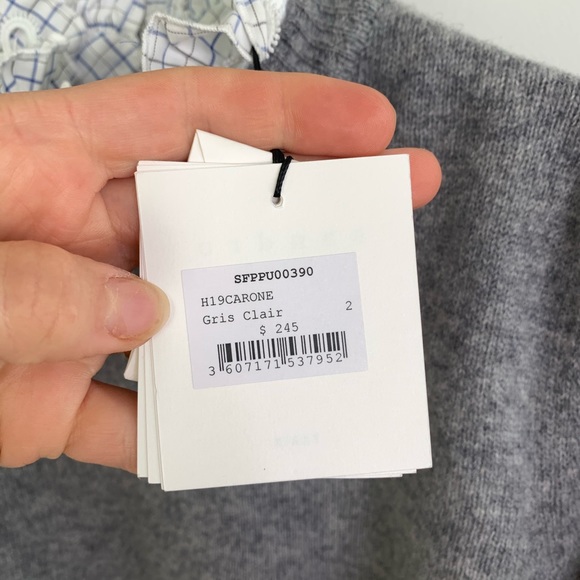 SFPPU00390
H19CARONE
Gris Clair 2
$ 245
3 607171 537952